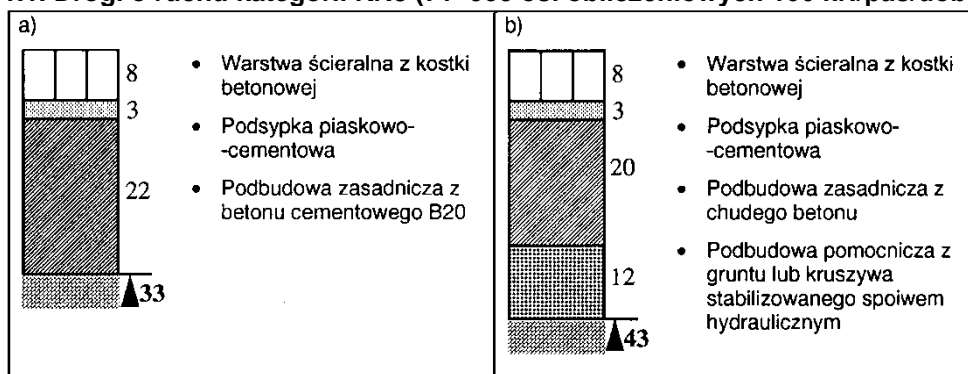 a)
8
3
22
33
• Warstwa ścieralna z kostki
betonowej
• Podsypka piaskowo-
-cementowa
• Podbudowa zasadnicza z
betonu cementowego B20
b)
8
3
20
12
43
• Warstwa ścieralna z kostki
betonowej
• Podsypka piaskowo-
-cementowa
• Podbudowa zasadnicza z
chudego betonu
• Podbudowa pomocnicza z
gruntu lub kruszywa
stabilizowanego spoiwem
hydraulicznym